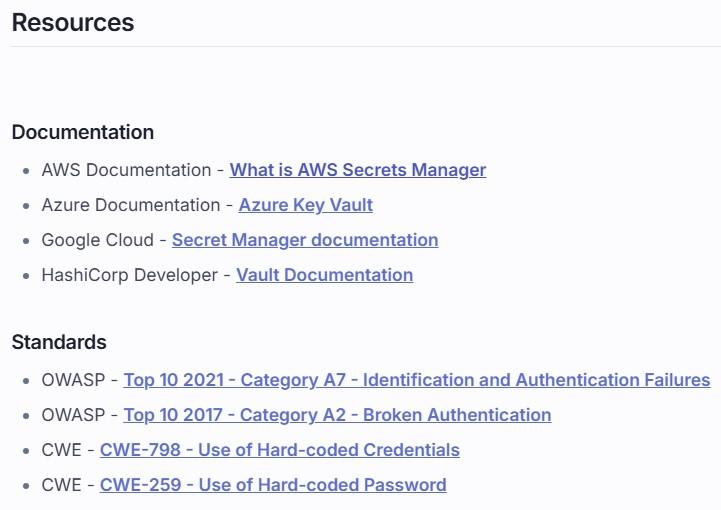 Resources
Documentation
AWS Documentation - What is AWS Secrets Manager
Azure Documentation - Azure Key Vault
Google Cloud - Secret Manager documentation
HashiCorp Developer - Vault Documentation
Standards
OWASP - Top 10 2021 - Category A7 - Identification and Authentication Failures
OWASP - Top 10 2017 - Category A2 - Broken Authentication
CWE - CWE-798 - Use of Hard-coded Credentials
CWE - CWE-259 - Use of Hard-coded Password